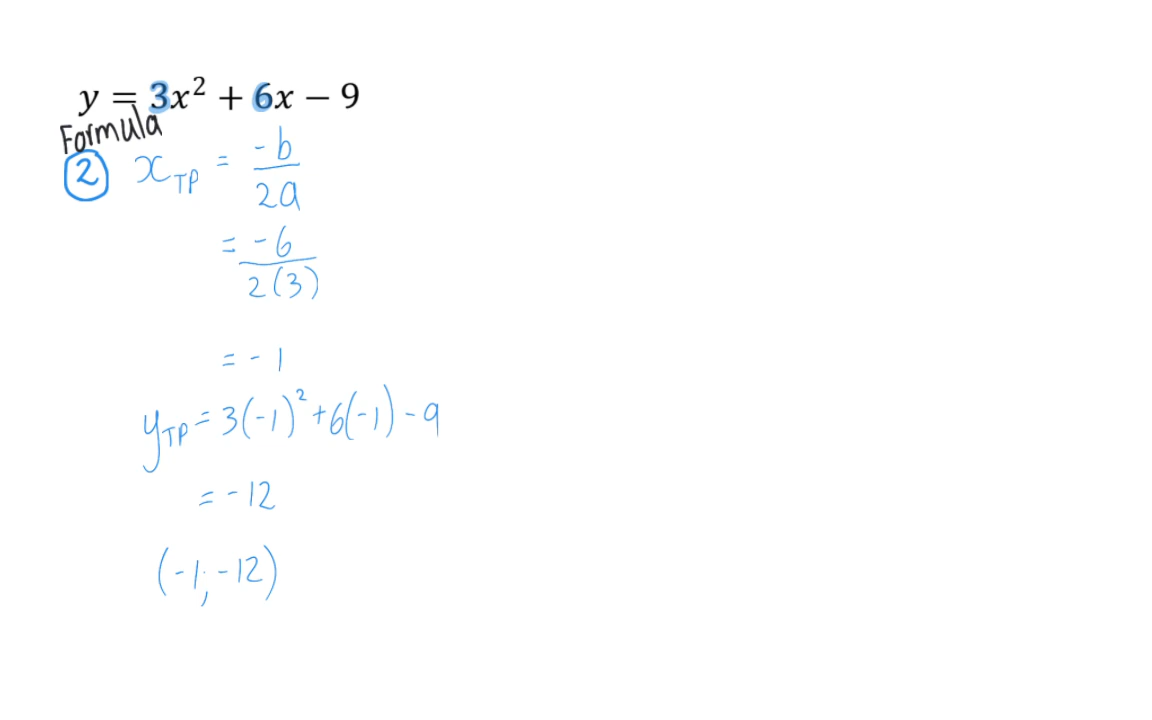 y = 3x² + 6x − 9
Formula
② x_TP = -b/2a
= -6/2(3)
= -1
y_TP = 3(-1)² + 6(-1) - 9
= -12
(-1; -12)